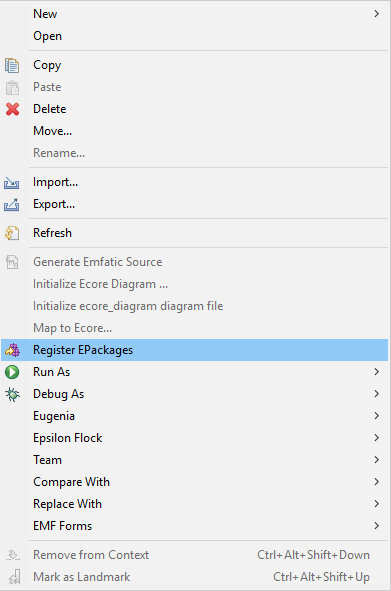 New
Open
Copy
Paste
Delete
Move...
Rename...
Import...
Export...
Refresh
Generate Emfatic Source
Initialize Ecore Diagram ...
Initialize ecore_diagram diagram file
Map to Ecore...
Register EPackages
Run As
Debug As
Eugenia
Epsilon Flock
Team
Compare With
Replace With
EMF Forms
Remove from Context Ctrl+Alt+Shift+Down
Mark as Landmark Ctrl+Alt+Shift+Up